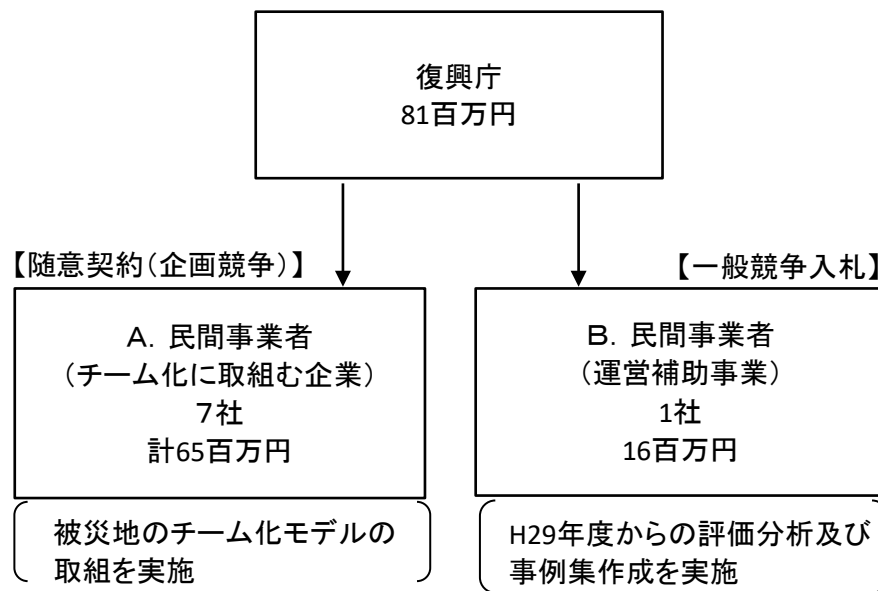 復興庁
81百万円
【随意契約(企画競争)】
A. 民間事業者
(チーム化に取組む企業)
7社
計65百万円
被災地のチーム化モデルの
取組を実施
【一般競争入札】
B. 民間事業者
(運営補助事業)
1社
16百万円
H29年度からの評価分析及び
事例集作成を実施